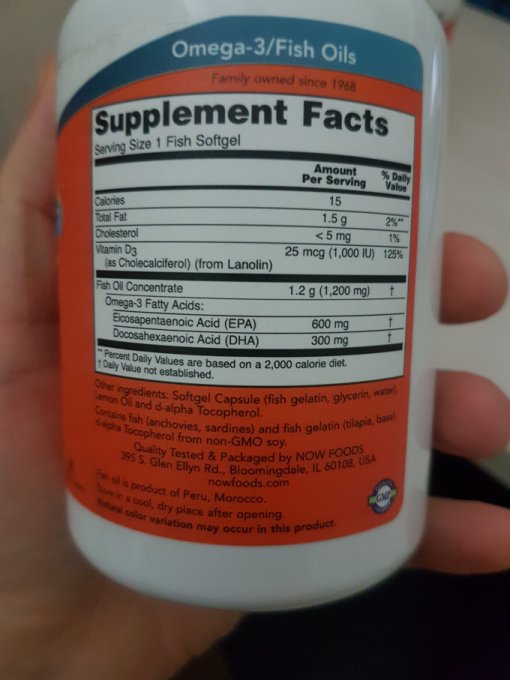 Omega-3/Fish Oils
Family owned since 1968.
Supplement Facts
Serving Size 1 Fish Softgel
Amount Per Serving % Daily Value
Calories 15
Total Fat 1.5 g 2%**
Cholesterol < 5 mg 1%
Vitamin D3 25 mcg (1,000 IU) 125%
(as Cholecalciferol) (from Lanolin)
Fish Oil Concentrate 1.2 g (1,200 mg) †
Omega-3 Fatty Acids:
Eicosapentaenoic Acid (EPA) 600 mg †
Docosahexaenoic Acid (DHA) 300 mg †
** Percent Daily Values are based on a 2,000 calorie diet.
† Daily Value not established.
Other ingredients: Softgel Capsule (fish gelatin, glycerin, water),
Lemon Oil and d-alpha Tocopherol.
Contains fish (anchovies, sardines) and fish gelatin (tilapia, basa).
d-alpha Tocopherol from non-GMO soy.
Quality Tested & Packaged by NOW FOODS
395 S. Glen Ellyn Rd., Bloomingdale, IL 60108, USA
nowfoods.com
Fish oil is product of Peru, Morocco.
Store in a cool, dry place after opening.
Natural color variation may occur in this product.
GMP